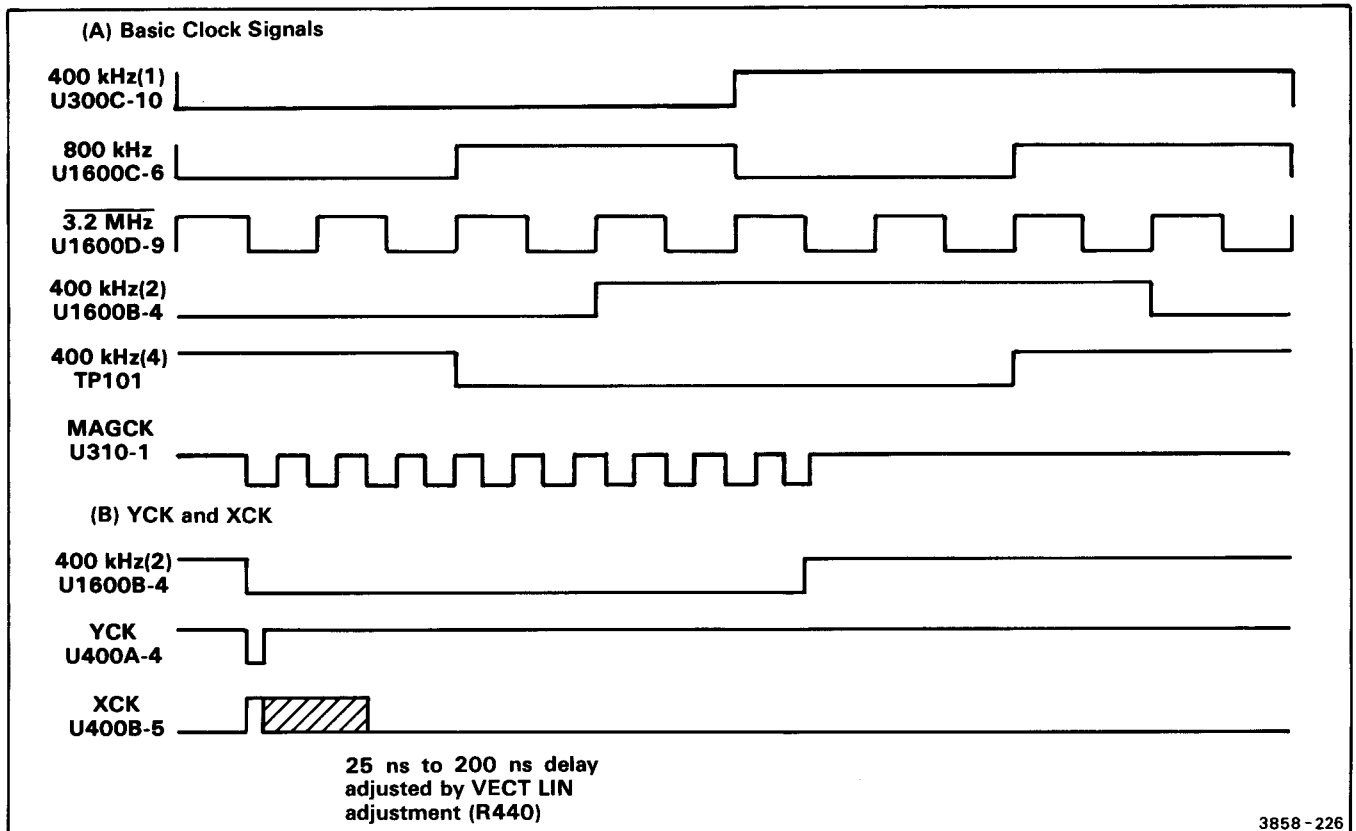 (A) Basic Clock Signals
400 kHz(1)
U300C-10
800 kHz
U1600C-6
3.2 MHz
U1600D-9
400 kHz(2)
U1600B-4
400 kHz(4)
TP101
MAGCK
U310-1
(B) YCK and XCK
400 kHz(2)
U1600B-4
YCK
U400A-4
XCK
U400B-5
25 ns to 200 ns delay
adjusted by VECT LIN
adjustment (R440)
3858-226